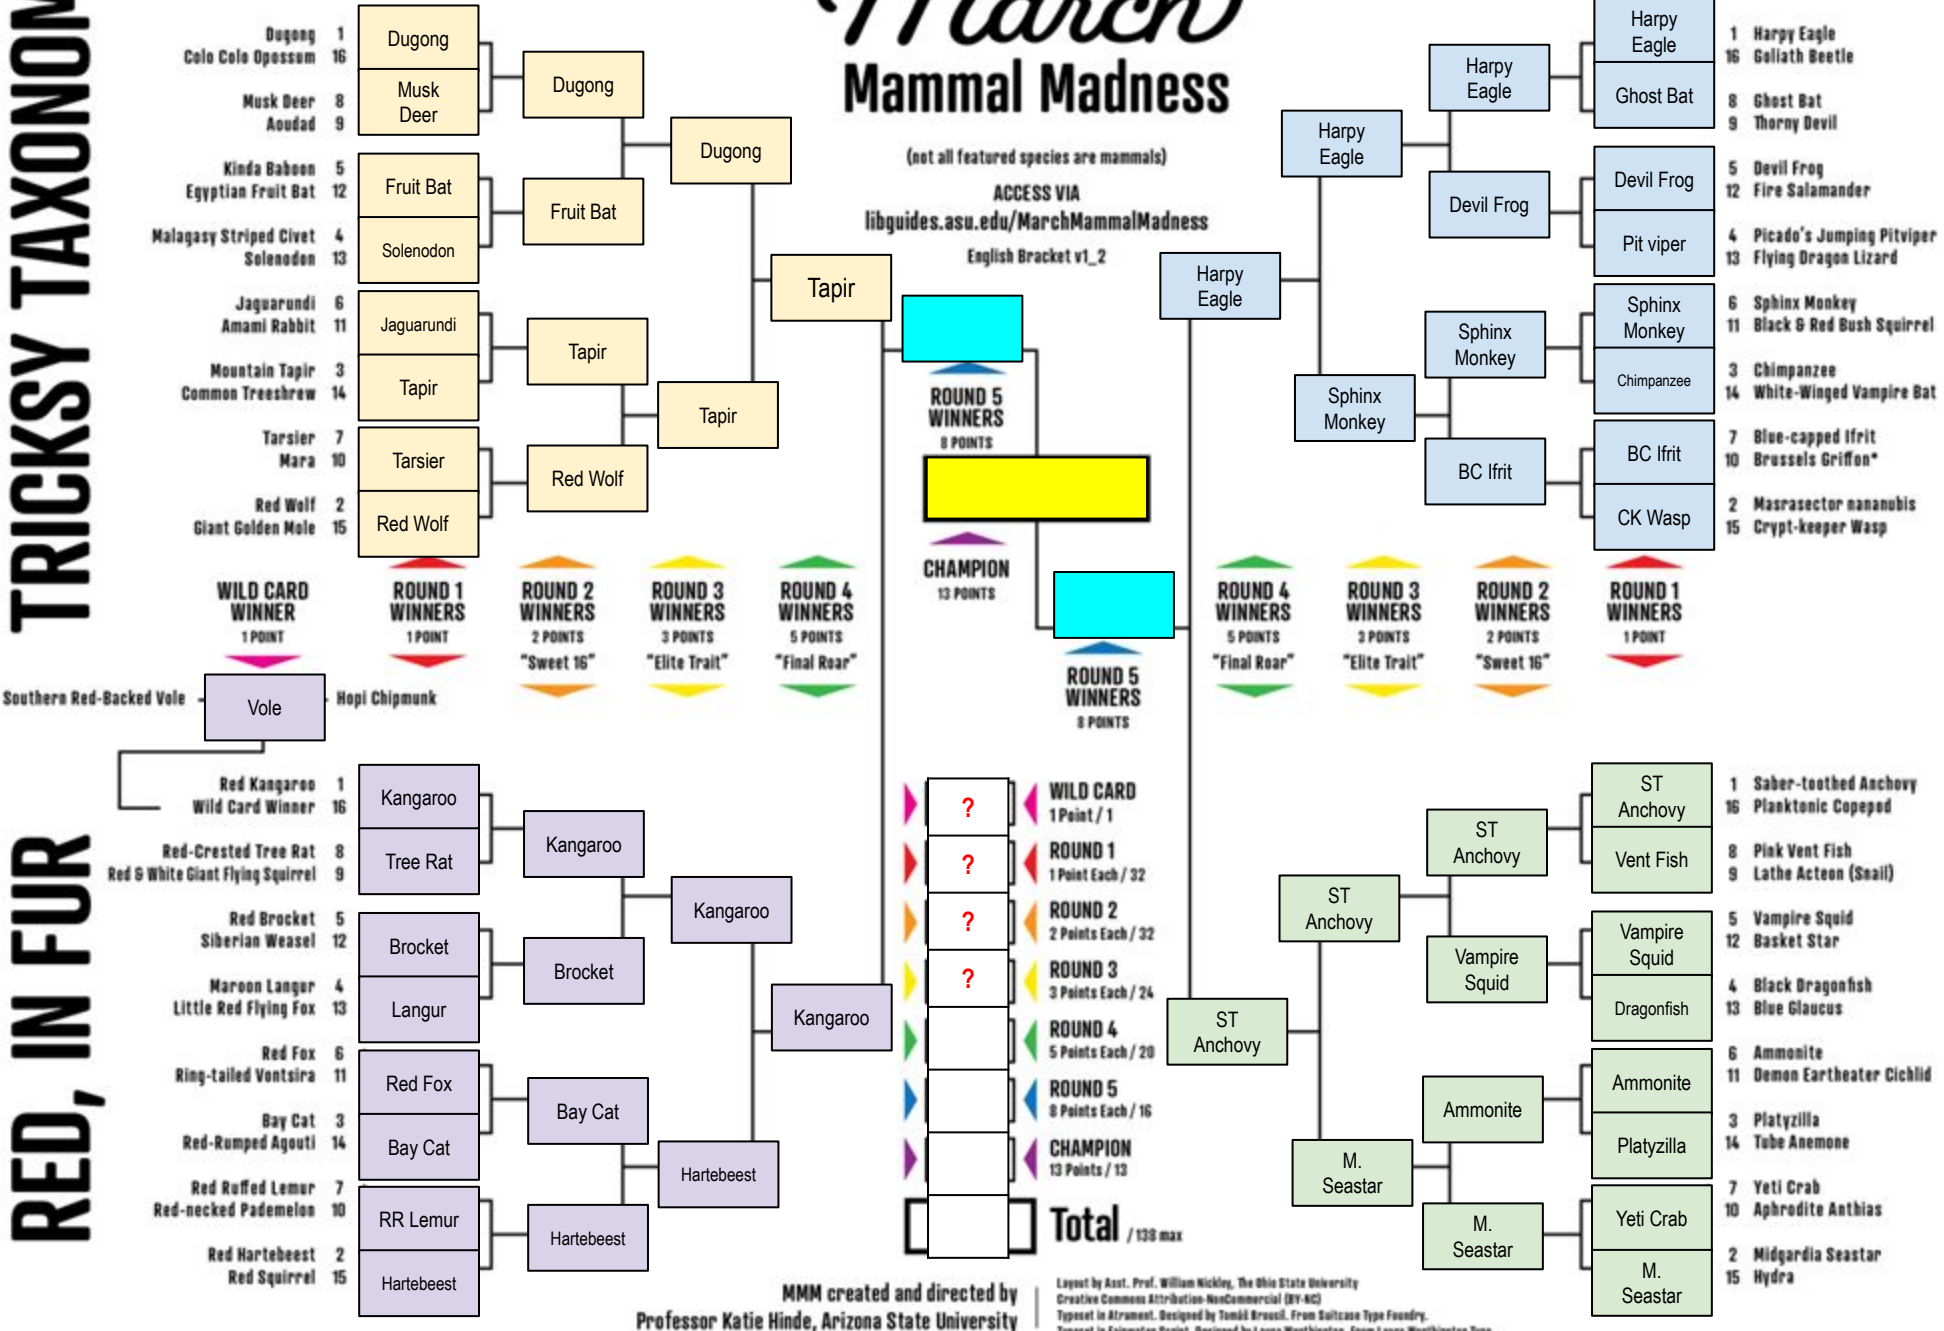 TRICKSY TAXONOM
March
Mammal Madness
(not all featured species are mammals)
ACCESS VIA
libguides.asu.edu/MarchMammalMadness
English Bracket v1_2
Dugong 1
Colo Colo Opossum 16
Musk Deer 8
Aoudad 9
Kinda Baboon 5
Egyptian Fruit Bat 12
Malagasy Striped Civet 4
Solenodon 13
Jaguarundi 6
Amami Rabbit 11
Mountain Tapir 3
Common Treeshrew 14
Tarsier 7
Mara 10
Red Wolf 2
Giant Golden Mole 15
Dugong
Musk
Deer
Fruit Bat
Solenodon
Jaguarundi
Tapir
Tarsier
Red Wolf
Dugong
Fruit Bat
Tapir
Red Wolf
Dugong
Tapir
Tapir
Harpy
Eagle
Harpy
Eagle
Sphinx
Monkey
Harpy
Eagle
Devil Frog
Sphinx
Monkey
BC Ifrit
Harpy
Eagle
Ghost Bat
Devil Frog
Pit viper
Sphinx
Monkey
Chimpanzee
BC Ifrit
CK Wasp
1 Harpy Eagle
16 Goliath Beetle
8 Ghost Bat
9 Thorny Devil
5 Devil Frog
12 Fire Salamander
4 Picado's Jumping Pitviper
13 Flying Dragon Lizard
6 Sphinx Monkey
11 Black & Red Bush Squirrel
3 Chimpanzee
14 White-Winged Vampire Bat
7 Blue-capped Ifrit
10 Brussels Griffon*
2 Masrasector nananubis
15 Crypt-keeper Wasp
ROUND 5
WINNERS
8 POINTS
CHAMPION
13 POINTS
ROUND 5
WINNERS
8 POINTS
WILD CARD
WINNER
1 POINT
ROUND 1
WINNERS
1 POINT
ROUND 2
WINNERS
2 POINTS
"Sweet 16"
ROUND 3
WINNERS
3 POINTS
"Elite Trait"
ROUND 4
WINNERS
5 POINTS
"Final Roar"
ROUND 4
WINNERS
5 POINTS
"Final Roar"
ROUND 3
WINNERS
3 POINTS
"Elite Trait"
ROUND 2
WINNERS
2 POINTS
"Sweet 16"
ROUND 1
WINNERS
1 POINT
Southern Red-Backed Vole
Vole
Hopi Chipmunk
RED, IN FUR
Red Kangaroo 1
Wild Card Winner 16
Red-Crested Tree Rat 8
Red & White Giant Flying Squirrel 9
Red Brocket 5
Siberian Weasel 12
Maroon Langur 4
Little Red Flying Fox 13
Red Fox 6
Ring-tailed Vontsira 11
Bay Cat 3
Red-Rumped Agouti 14
Red Ruffed Lemur 7
Red-necked Pademelon 10
Red Hartebeest 2
Red Squirrel 15
Kangaroo
Tree Rat
Brocket
Langur
Red Fox
Bay Cat
RR Lemur
Hartebeest
Kangaroo
Brocket
Bay Cat
Hartebeest
Kangaroo
Hartebeest
Kangaroo
? WILD CARD
1 Point / 1
? ROUND 1
1 Point Each / 32
? ROUND 2
2 Points Each / 32
? ROUND 3
3 Points Each / 24
ROUND 4
5 Points Each / 20
ROUND 5
8 Points Each / 16
CHAMPION
13 Points / 13
Total / 138 max
ST
Anchovy
ST
Anchovy
M.
Seastar
ST
Anchovy
Vampire
Squid
Ammonite
M.
Seastar
ST
Anchovy
Vent Fish
Vampire
Squid
Dragonfish
Ammonite
Platyzilla
Yeti Crab
M.
Seastar
1 Saber-toothed Anchovy
16 Planktonic Copepod
8 Pink Vent Fish
9 Lathe Acteon (Snail)
5 Vampire Squid
12 Basket Star
4 Black Dragonfish
13 Blue Glaucus
6 Ammonite
11 Demon Eartheater Cichlid
3 Platyzilla
14 Tube Anemone
7 Yeti Crab
10 Aphrodite Anthias
2 Midgardia Seastar
15 Hydra
MMM created and directed by
Professor Katie Hinde, Arizona State University
Layout by Asst. Prof. William Nickley, The Ohio State University
Creative Commons Attribution-NonCommercial (BY-NC)
Typeset in Atrament. Designed by Tomáš Brousil. From Suitcase Type Foundry.